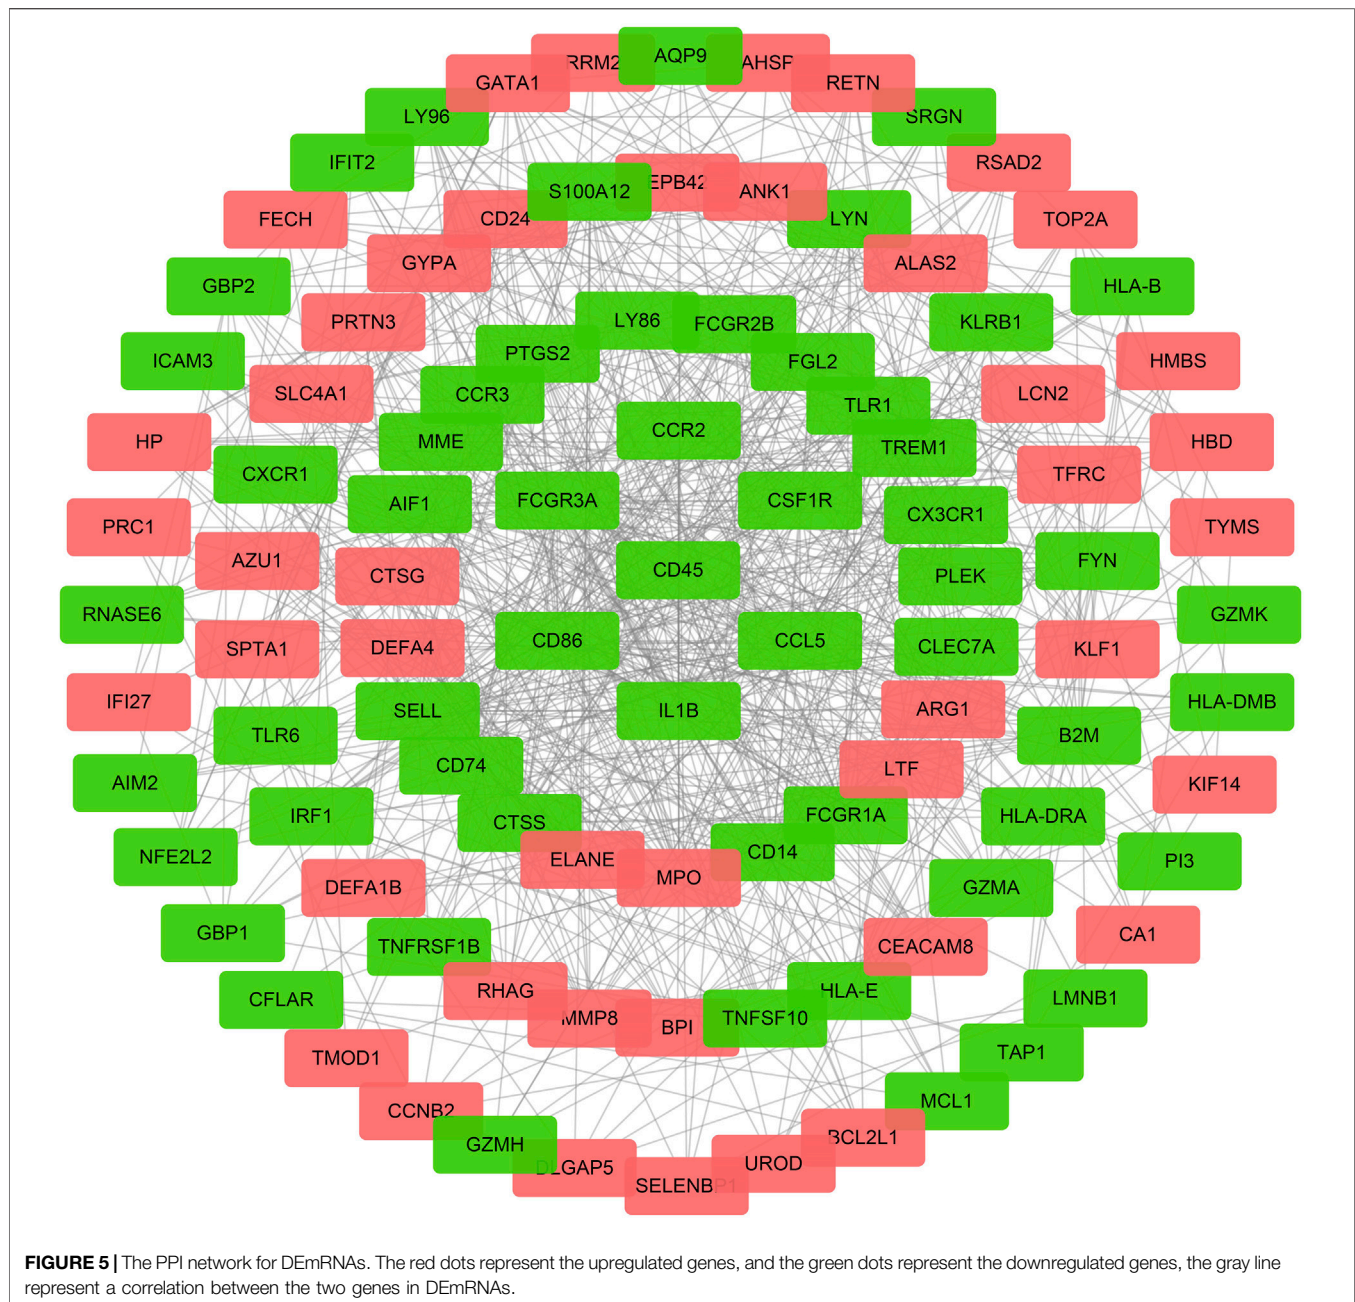 AQP9
RRM2
AHSP
GATA1
RETN
LY96
SRGN
IFIT2
RSAD2
EPB42
S100A12
ANK1
FECH
CD24
LYN
TOP2A
GYPA
ALAS2
GBP2
HLA-B
PRTN3
LY86
FCGR2B
KLRB1
ICAM3
PTGS2
FGL2
HMBS
SLC4A1
CCR3
TLR1
LCN2
HP
MME
CCR2
TREM1
HBD
CXCR1
TFRC
AIF1
FCGR3A
CSF1R
CX3CR1
PRC1
TYMS
AZU1
CTSG
CD45
PLEK
FYN
RNASE6
GZMK
SPTA1
DEFA4
CD86
CCL5
CLEC7A
KLF1
IFI27
SELL
IL1B
ARG1
HLA-DMB
TLR6
B2M
CD74
LTF
AIM2
KIF14
IRF1
CTSS
FCGR1A
HLA-DRA
NFE2L2
ELANE
CD14
PI3
DEFA1B
MPO
GZMA
GBP1
TNFRSF1B
CEACAM8
CA1
CFLAR
RHAG
HLA-E
LMNB1
MMP8
BPI
TNFSF10
TMOD1
TAP1
CCNB2
MCL1
GZMH
BCL2L1
DLGAP5
UROD
SELENBP1
FIGURE 5 | The PPI network for DEmRNAs. The red dots represent the upregulated genes, and the green dots represent the downregulated genes, the gray line
represent a correlation between the two genes in DEmRNAs.